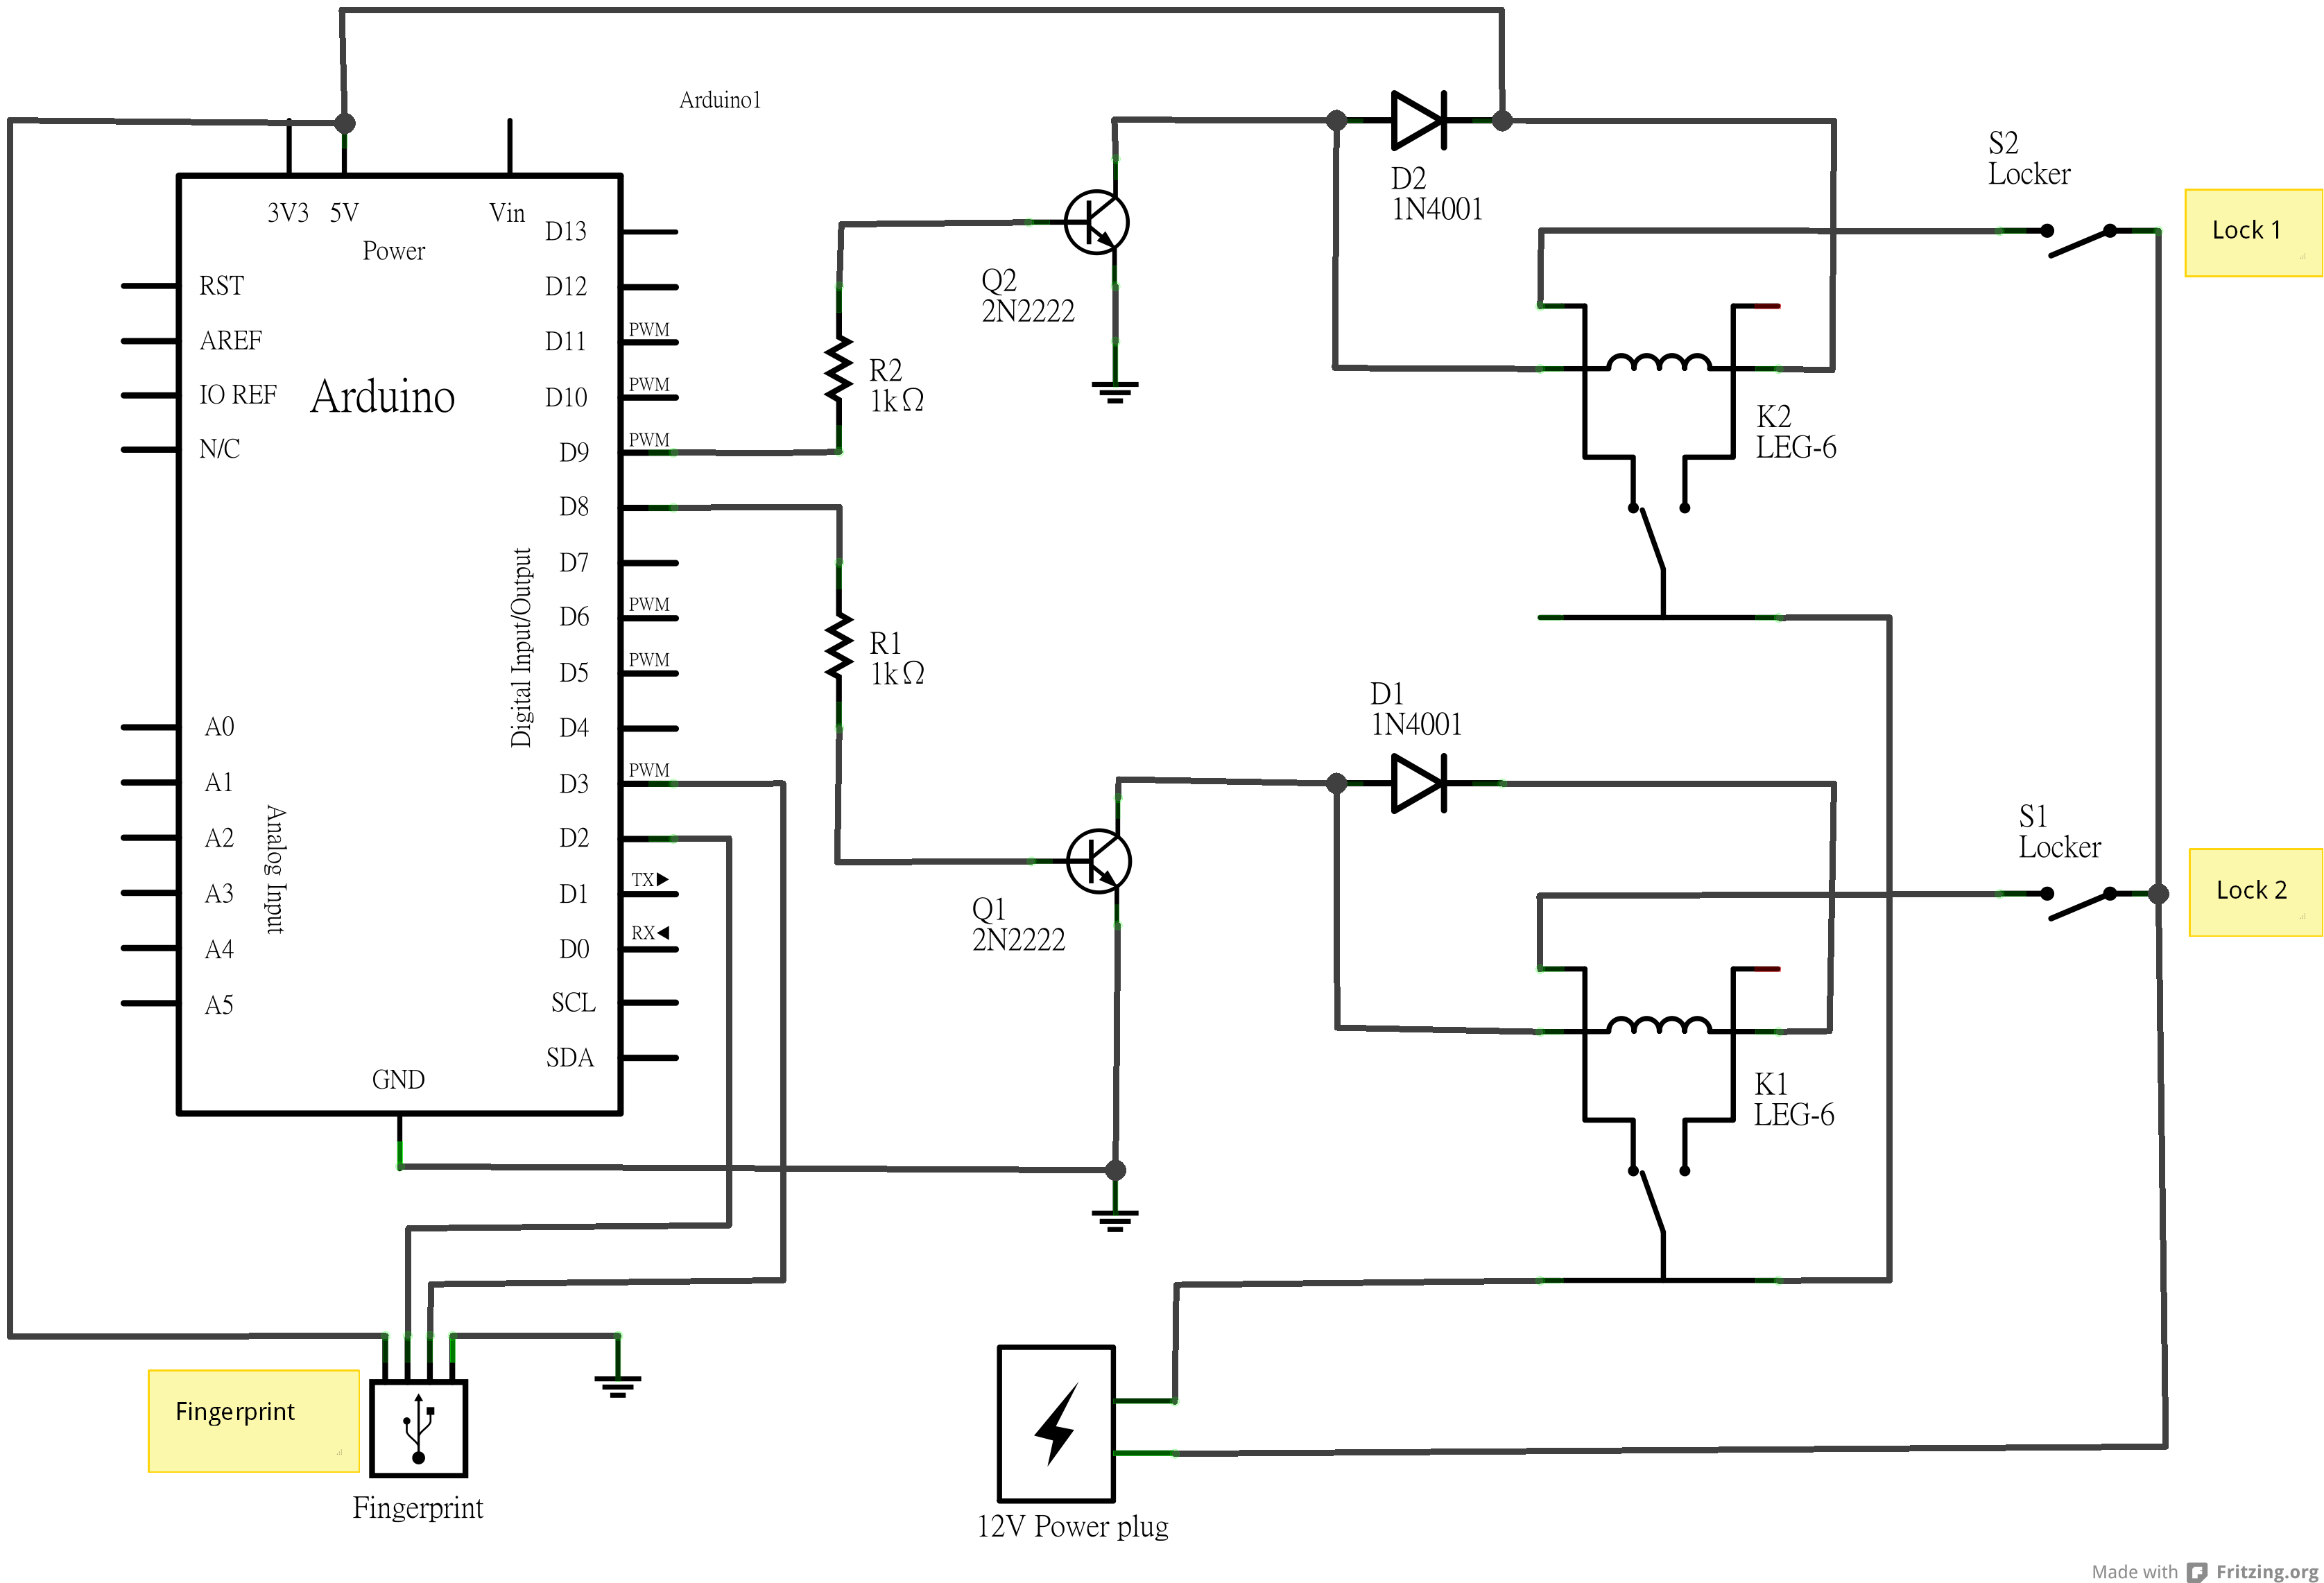 Arduino1
3V3
5V
Vin
Power
RST
AREF
IO REF
N/C
Arduino
A0
A1
A2
A3
A4
A5
Analog Input
Digital Input/Output
D13
D12
D11
PWM
D10
PWM
D9
PWM
D8
D7
D6
PWM
D5
PWM
D4
D3
PWM
D2
D1
TX
D0
RX
SCL
SDA
GND
R2
1kΩ
R1
1kΩ
Q2
2N2222
Q1
2N2222
D2
1N4001
D1
1N4001
K2
LEG-6
K1
LEG-6
S2
Locker
Lock 1
S1
Locker
Lock 2
Fingerprint
Fingerprint
12V Power plug
Made with Fritzing.org